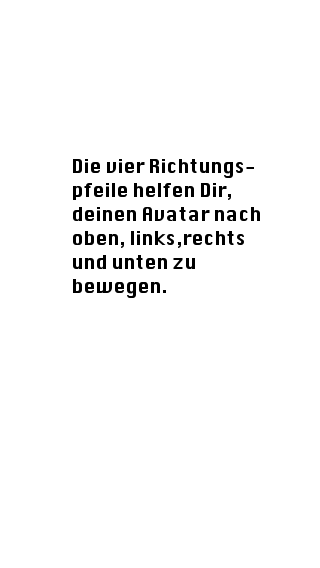 Die vier Richtungs-
pfeile helfen Dir,
deinen Avatar nach
oben, links,rechts
und unten zu
bewegen.